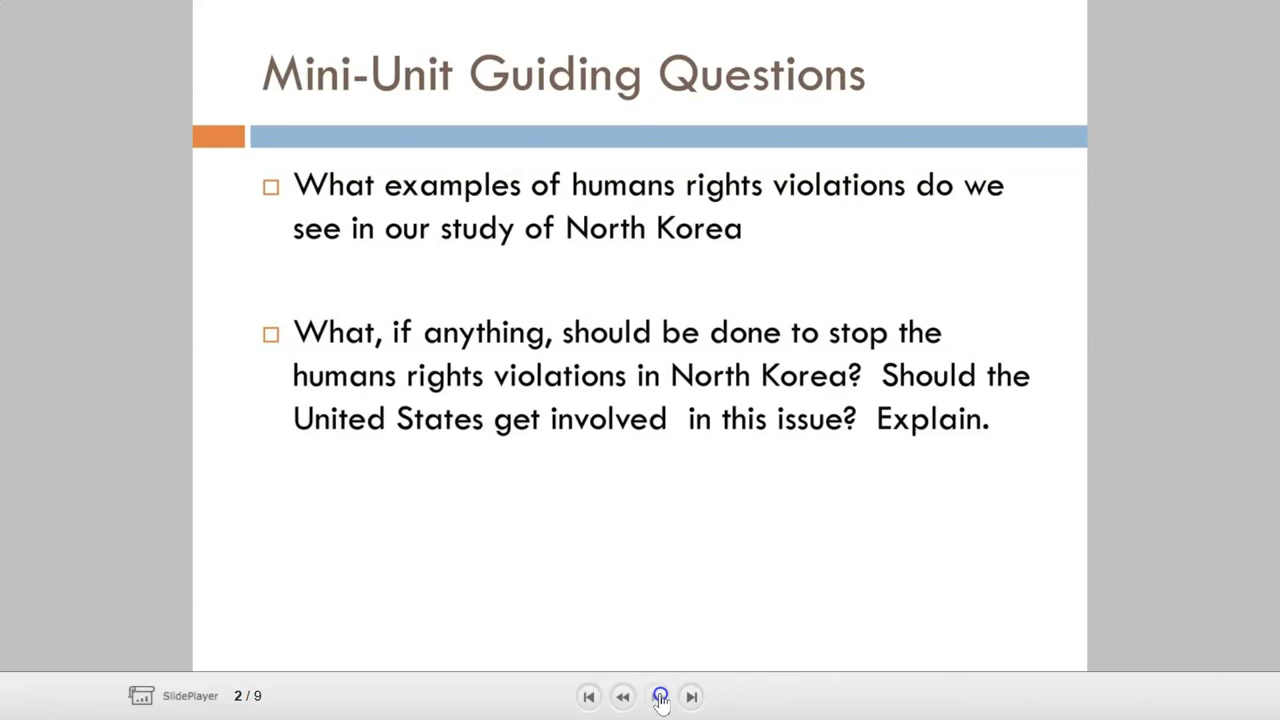 Mini-Unit Guiding Questions
What examples of humans rights violations do we
see in our study of North Korea
What, if anything, should be done to stop the
humans rights violations in North Korea?  Should the
United States get involved  in this issue?  Explain.
SlidePlayer 2 / 9